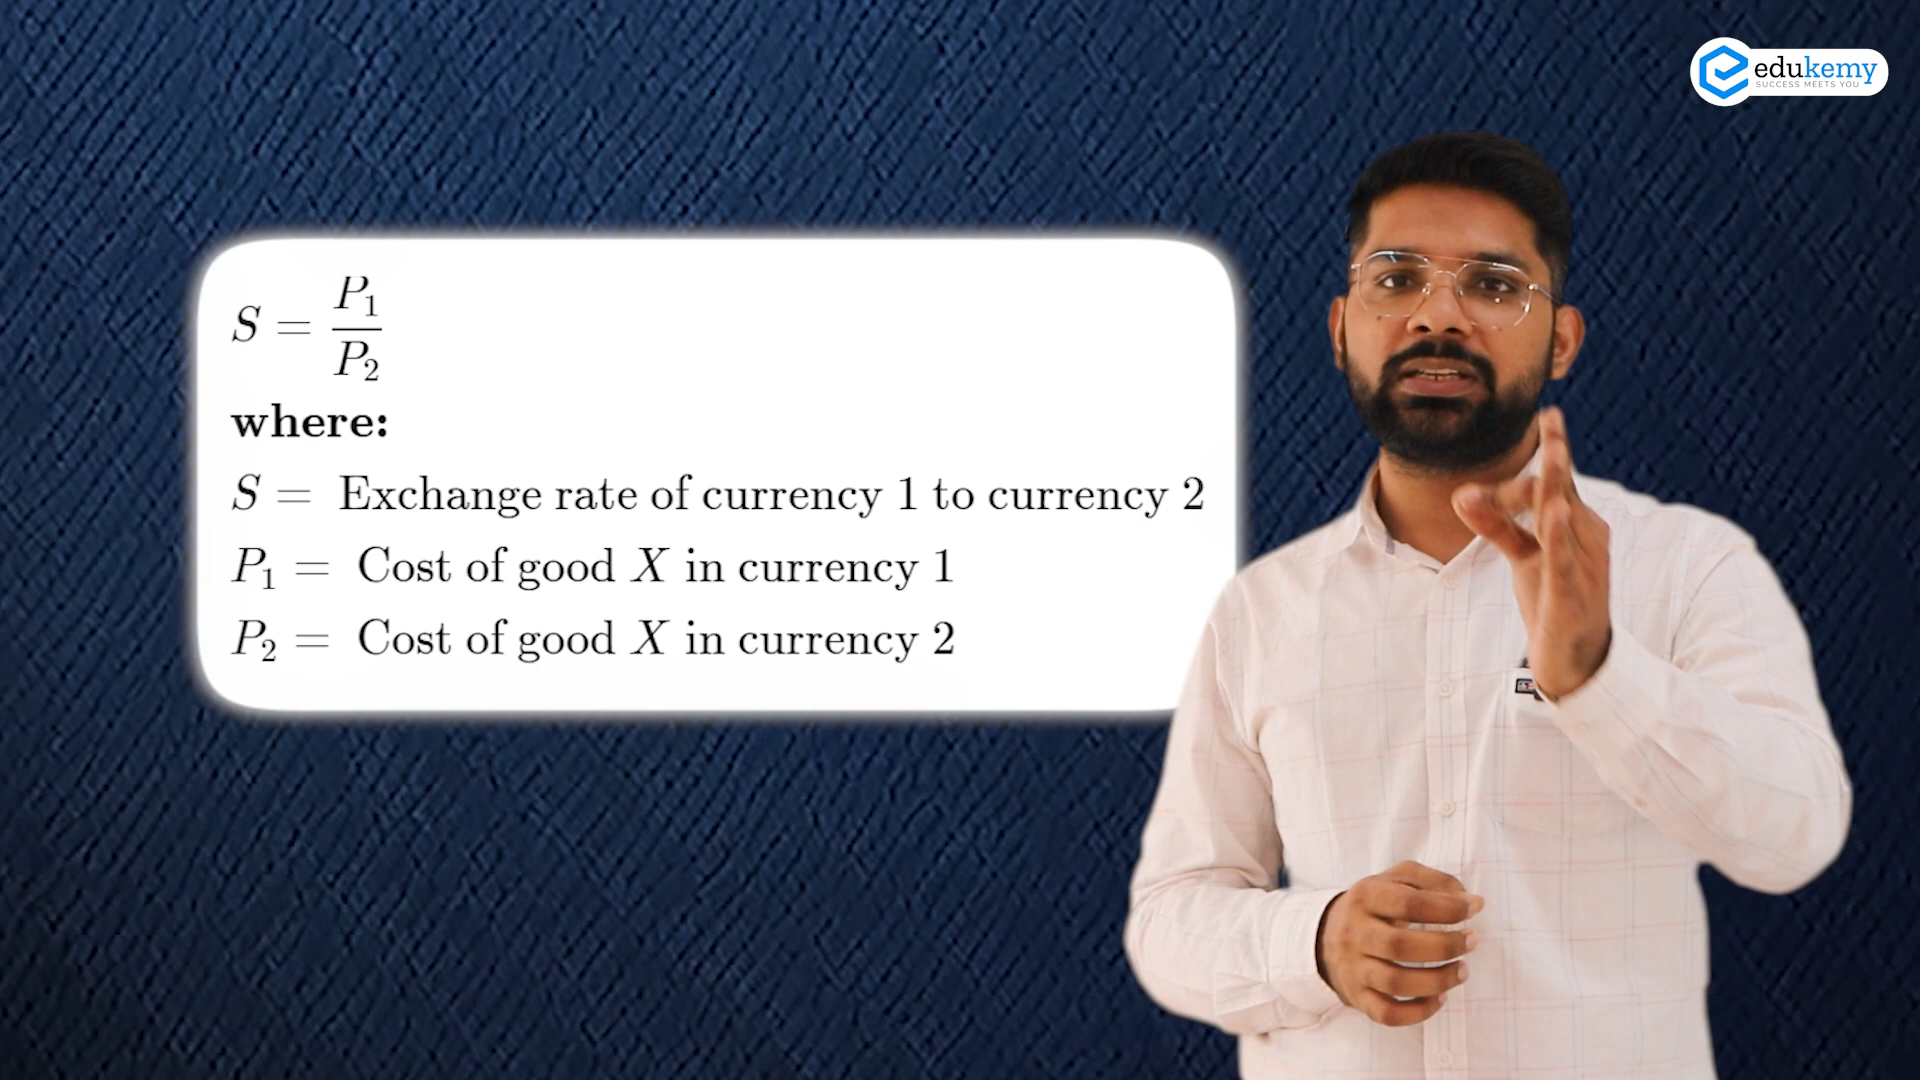 edukemy
SUCCESS MEETS YOU
S = P₁/P₂
where:
S = Exchange rate of currency 1 to currency 2
P₁ = Cost of good X in currency 1
P₂ = Cost of good X in currency 2